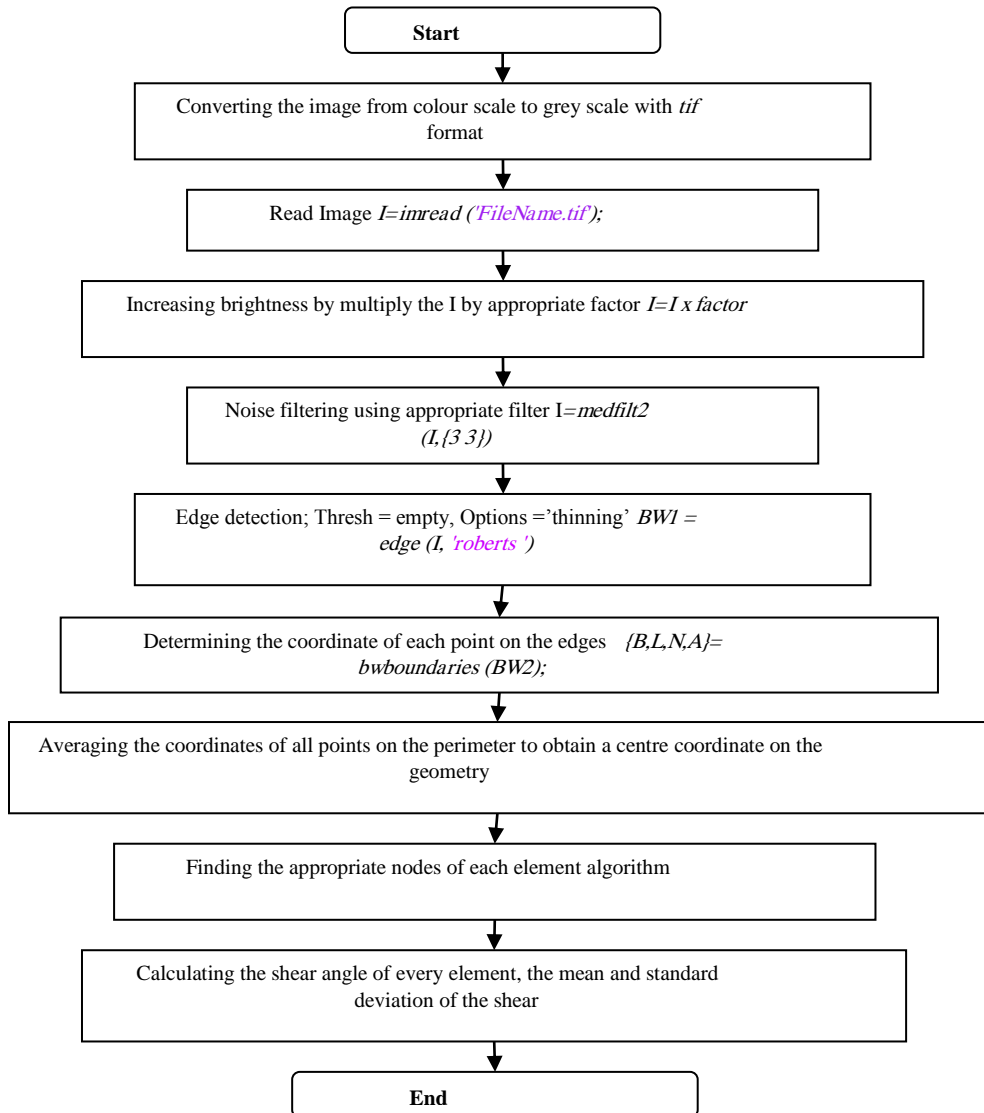 Start
Converting the image from colour scale to grey scale with tif
format
Read Image I=imread ('FileName.tif');
Increasing brightness by multiply the I by appropriate factor I=I x factor
Noise filtering using appropriate filter I=medfilt2
(I,{3 3})
Edge detection; Thresh = empty, Options =’thinning’ BW1 =
edge (I, 'roberts ')
Determining the coordinate of each point on the edges {B,L,N,A}=
bwboundaries (BW2);
Averaging the coordinates of all points on the perimeter to obtain a centre coordinate on the
geometry
Finding the appropriate nodes of each element algorithm
Calculating the shear angle of every element, the mean and standard
deviation of the shear
End